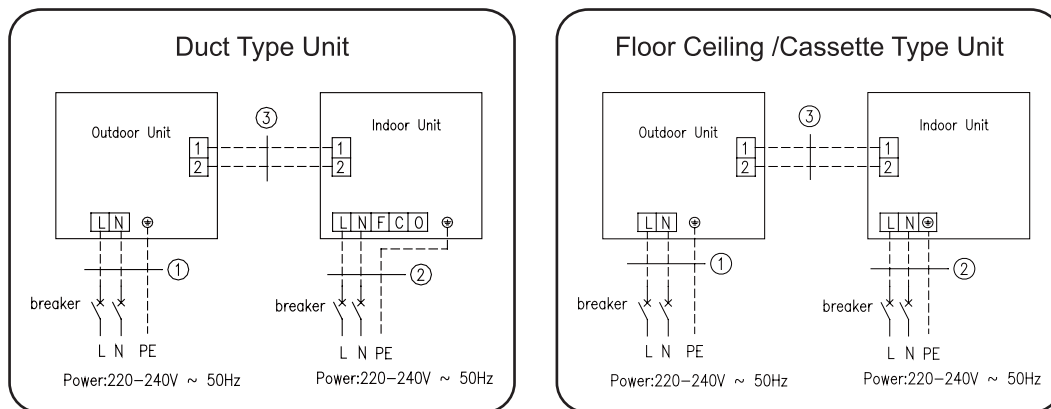 Duct Type Unit
Outdoor Unit
③
Indoor Unit
1
2
1
2
L N
L N F C O
①
②
breaker
breaker
L N PE
L N PE
Power:220-240V ~ 50Hz
Power:220-240V ~ 50Hz
Floor Ceiling /Cassette Type Unit
Outdoor Unit
③
Indoor Unit
1
2
1
2
L N
L N
①
②
breaker
breaker
L N PE
L N PE
Power:220-240V ~ 50Hz
Power:220-240V ~ 50Hz